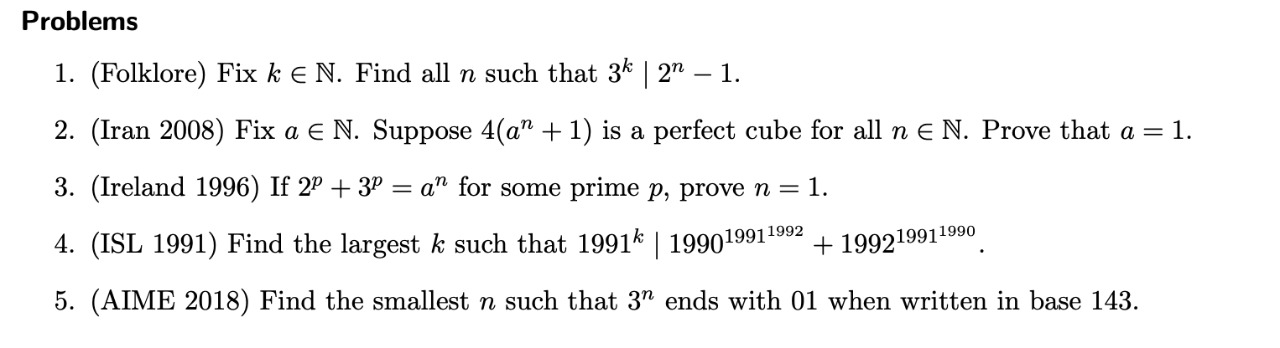 Problems
1. (Folklore) Fix k ∈ ℕ. Find all n such that 3^k | 2^n − 1.
2. (Iran 2008) Fix a ∈ ℕ. Suppose 4(a^n + 1) is a perfect cube for all n ∈ ℕ. Prove that a = 1.
3. (Ireland 1996) If 2^p + 3^p = a^n for some prime p, prove n = 1.
4. (ISL 1991) Find the largest k such that 1991^k | 1990^{1991^{1992}} + 1992^{1991^{1990}}.
5. (AIME 2018) Find the smallest n such that 3^n ends with 01 when written in base 143.